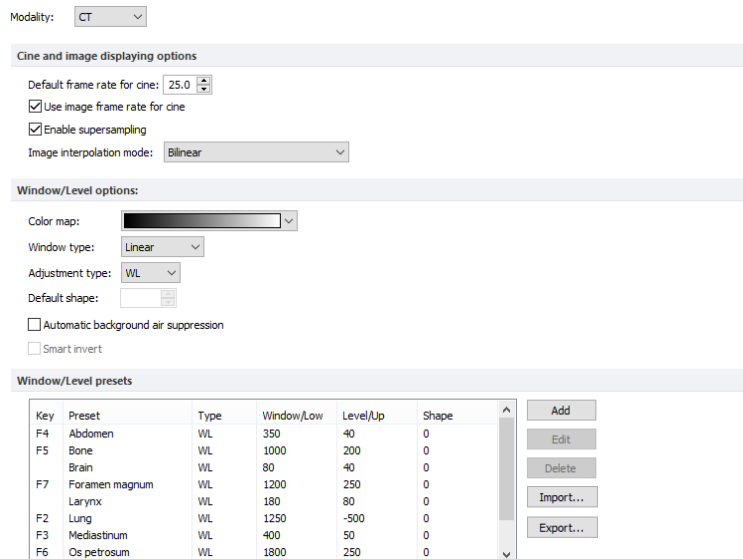 Modality: CT
Cine and image displaying options
Default frame rate for cine: 25.0
Use image frame rate for cine
Enable supersampling
Image interpolation mode: Bilinear
Window/Level options:
Color map:
Window type: Linear
Adjustment type: WL
Default shape:
Automatic background air suppression
Smart invert
Window/Level presets
Key Preset Type Window/Low Level/Up Shape Add
F4 Abdomen WL 350 40 0
F5 Bone WL 1000 200 0 Edit
Brain WL 80 40 0 Delete
F7 Foramen magnum WL 1200 250 0
Larynx WL 180 80 0 Import...
F2 Lung WL 1250 -500 0
F3 Mediastinum WL 400 50 0 Export...
F6 Os petrosum WL 1800 250 0